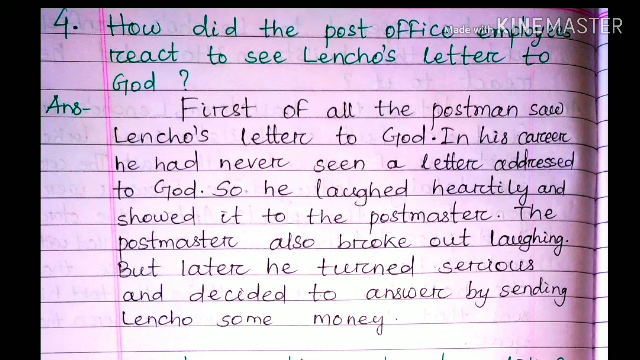 Made with KINEMASTER
4. How did the post office employes
react to see Lencho's letter to
God ?
Ans- First of all the postman saw
Lencho's letter to God. In his career
he had never seen a letter addressed
to God. So he laughed heartily and
showed it to the postmaster. The
postmaster also broke out laughing.
But later he turned serious
and decided to answer by sending
Lencho some money.